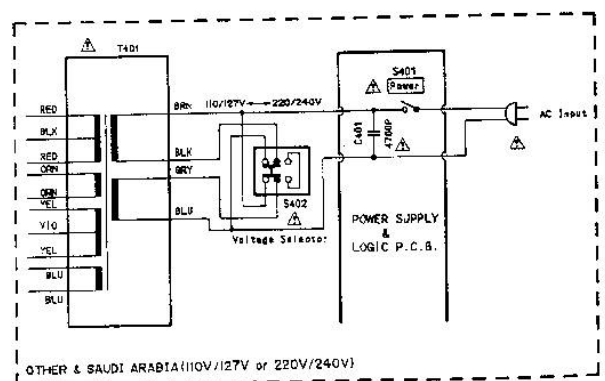 T401
RED
BLK
RED
ORN
ORN
YEL
VIO
YEL
BLU
BLU
BRN
110/127V 220/240V
BLK
GRY
BLU
S402
Voltage Selector
S401
Power
C401
4700P
AC Input
POWER SUPPLY
&
LOGIC P.C.B.
OTHER & SAUDI ARABIA(110V/127V or 220V/240V)